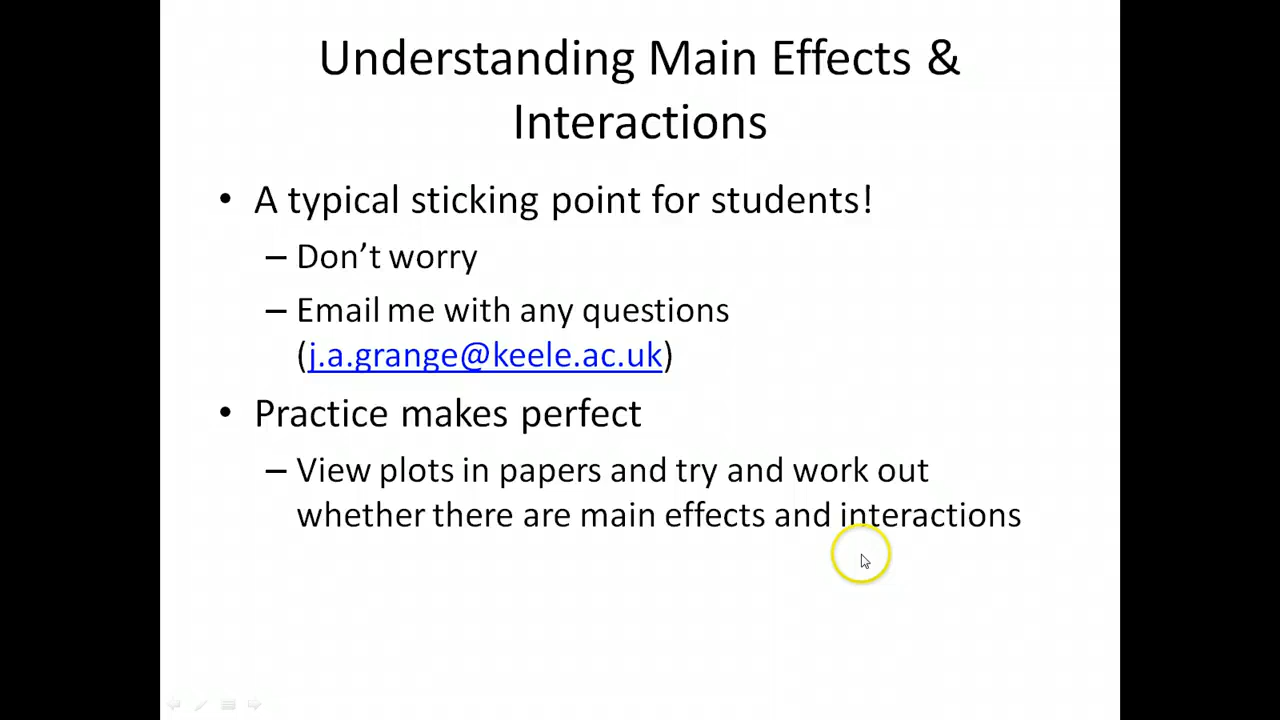 Understanding Main Effects &
Interactions
• A typical sticking point for students!
– Don’t worry
– Email me with any questions
(j.a.grange@keele.ac.uk)
• Practice makes perfect
– View plots in papers and try and work out
whether there are main effects and interactions